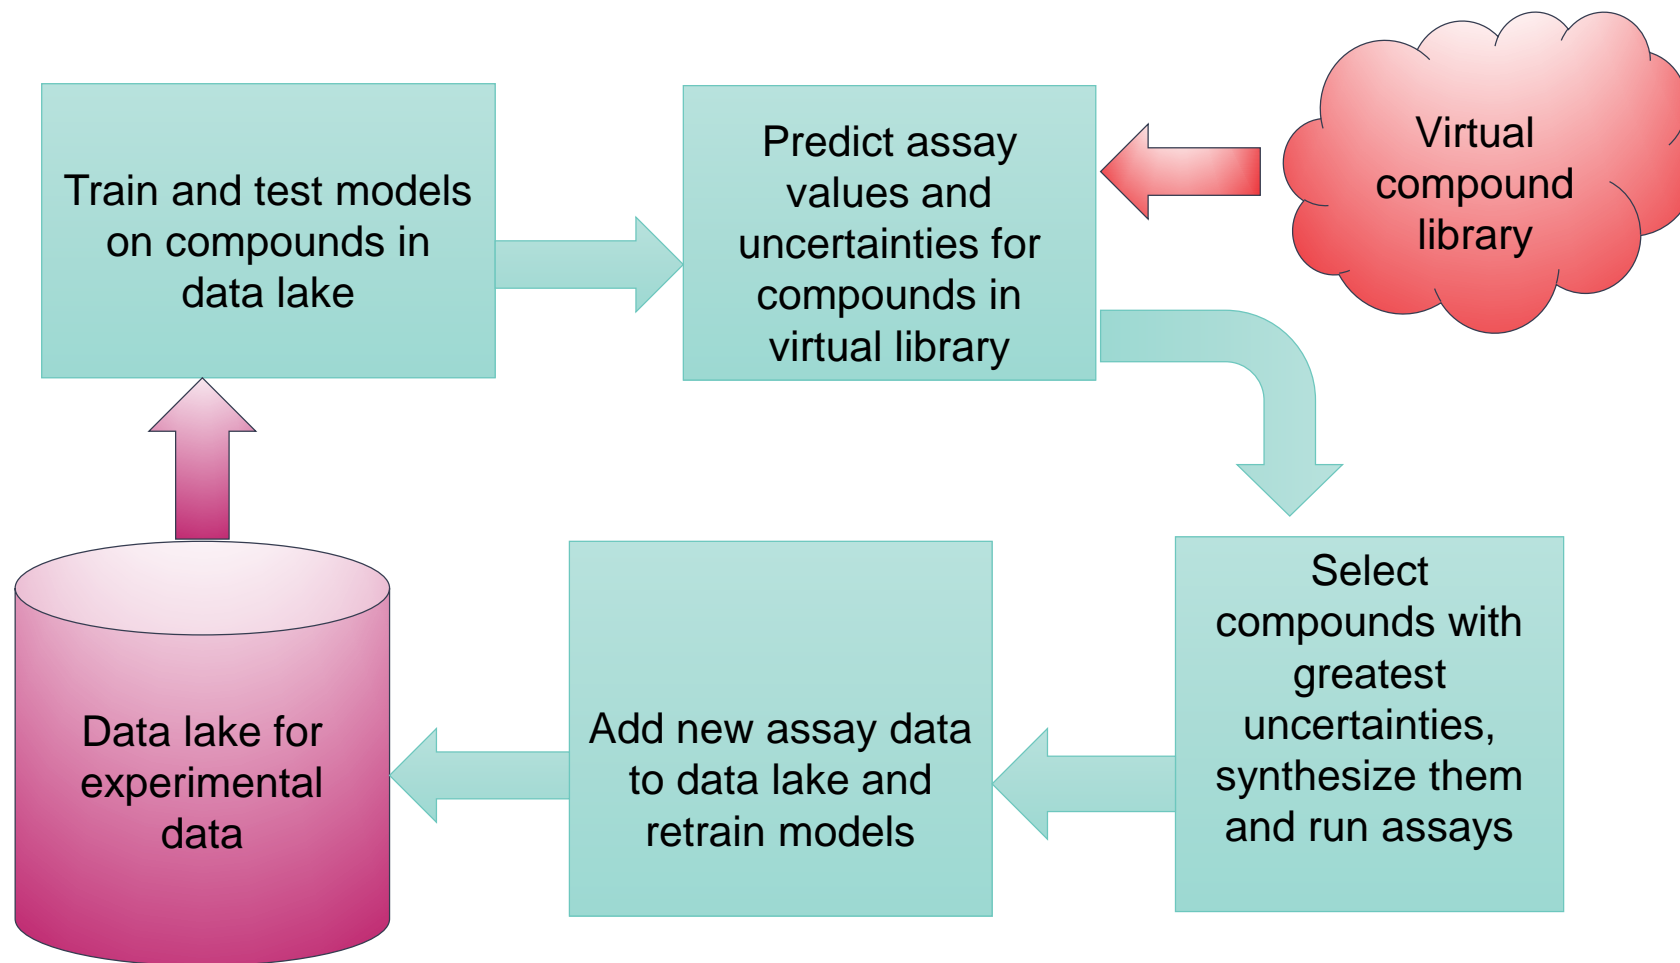 Train and test models
on compounds in
data lake
Predict assay
values and
uncertainties for
compounds in
virtual library
Virtual
compound
library
Select
compounds with
greatest
uncertainties,
synthesize them
and run assays
Add new assay data
to data lake and
retrain models
Data lake for
experimental
data